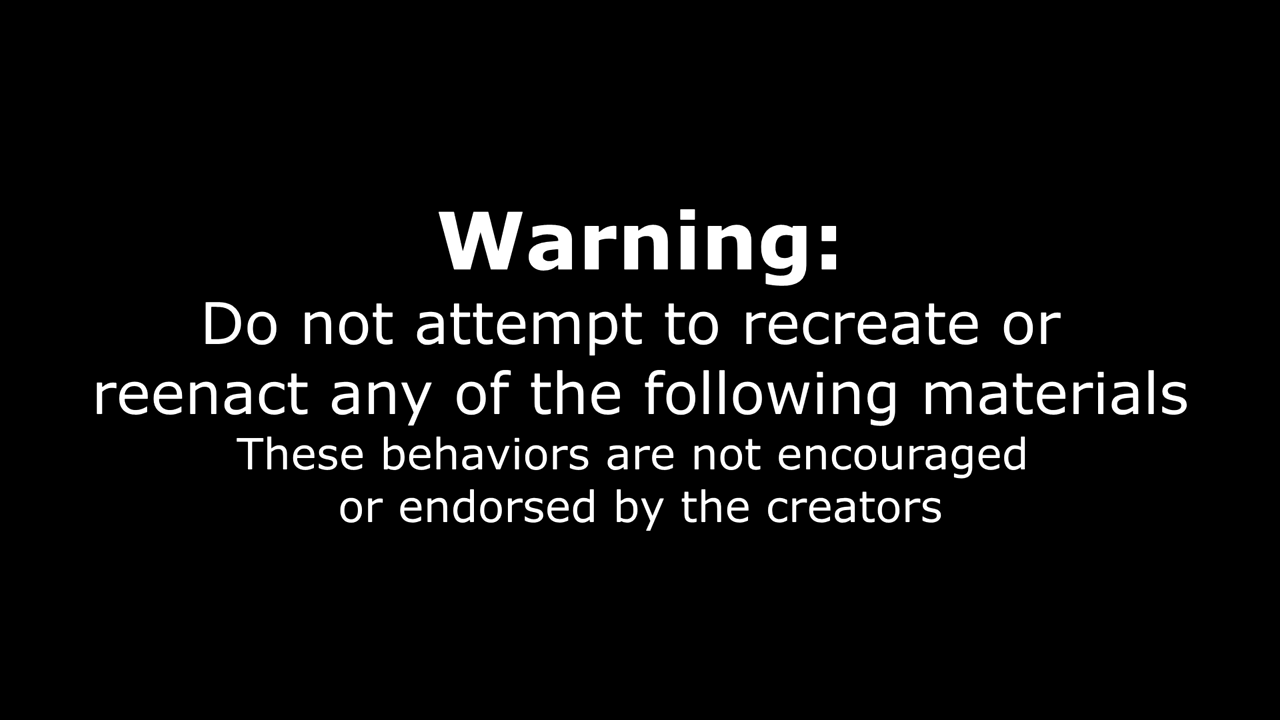 Warning:
Do not attempt to recreate or
reenact any of the following materials
These behaviors are not encouraged
or endorsed by the creators